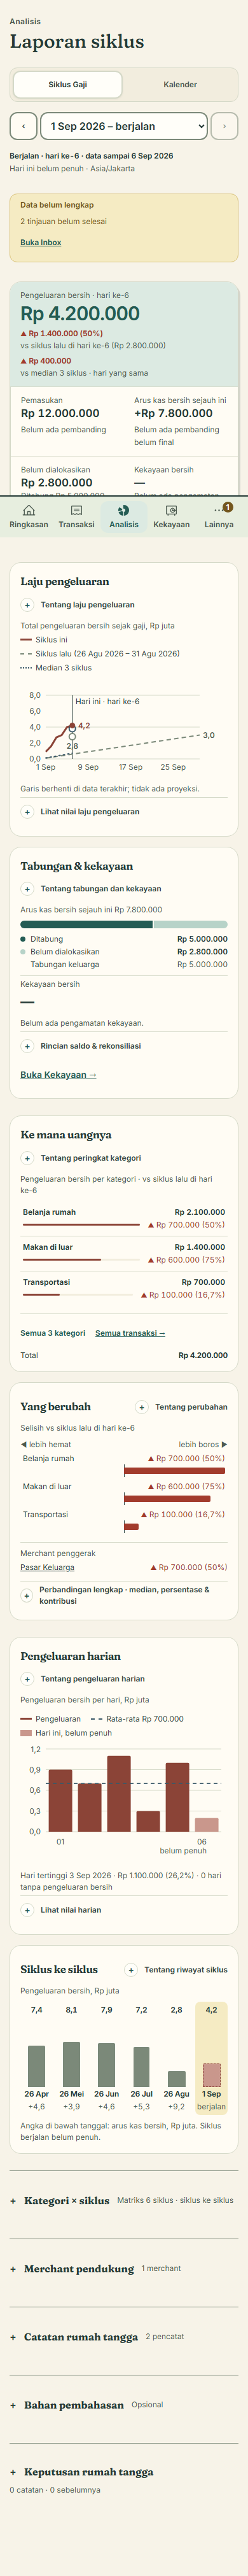 Analisis
Laporan siklus
Siklus Gaji
Kalender
‹
1 Sep 2026 – berjalan
›
Berjalan · hari ke-6 · data sampai 6 Sep 2026
Hari ini belum penuh · Asia/Jakarta
Data belum lengkap
2 tinjauan belum selesai
Buka Inbox
Pengeluaran bersih · hari ke-6
Rp 4.200.000
▲ Rp 1.400.000 (50%)
vs siklus lalu di hari ke-6 (Rp 2.800.000)
▲ Rp 400.000
vs median 3 siklus · hari yang sama
Pemasukan
Rp 12.000.000
Belum ada pembanding
Arus kas bersih sejauh ini
+Rp 7.800.000
Belum ada pembanding
belum final
Belum dialokasikan
Rp 2.800.000
Kekayaan bersih
—
Ringkasan
Transaksi
Analisis
Kekayaan
Lainnya
1
Laju pengeluaran
+ Tentang laju pengeluaran
Total pengeluaran bersih sejak gaji, Rp juta
Siklus ini
Siklus lalu (26 Agu 2026 – 31 Agu 2026)
Median 3 siklus
8,0
6,0
4,0
2,0
0,0
Hari ini · hari ke-6
4,2
2,8
3,0
1 Sep
9 Sep
17 Sep
25 Sep
Garis berhenti di data terakhir; tidak ada proyeksi.
+ Lihat nilai laju pengeluaran
Tabungan & kekayaan
+ Tentang tabungan dan kekayaan
Arus kas bersih sejauh ini Rp 7.800.000
Ditabung Rp 5.000.000
Belum dialokasikan Rp 2.800.000
Tabungan keluarga Rp 5.000.000
Kekayaan bersih
—
Belum ada pengamatan kekayaan.
+ Rincian saldo & rekonsiliasi
Buka Kekayaan →
Ke mana uangnya
+ Tentang peringkat kategori
Pengeluaran bersih per kategori · vs siklus lalu di hari
ke-6
Belanja rumah Rp 2.100.000
▲ Rp 700.000 (50%)
Makan di luar Rp 1.400.000
▲ Rp 600.000 (75%)
Transportasi Rp 700.000
▲ Rp 100.000 (16,7%)
Semua 3 kategori Semua transaksi →
Total Rp 4.200.000
Yang berubah
+ Tentang perubahan
Selisih vs siklus lalu di hari ke-6
◀ lebih hemat lebih boros ▶
Belanja rumah ▲ Rp 700.000 (50%)
Makan di luar ▲ Rp 600.000 (75%)
Transportasi ▲ Rp 100.000 (16,7%)
Merchant penggerak
Pasar Keluarga ▲ Rp 700.000 (50%)
+ Perbandingan lengkap · median, persentase &
kontribusi
Pengeluaran harian
+ Tentang pengeluaran harian
Pengeluaran bersih per hari, Rp juta
Pengeluaran Rata-rata Rp 700.000
Hari ini, belum penuh
1,2
0,9
0,6
0,3
0,0
01
06
belum penuh
Hari tertinggi 3 Sep 2026 · Rp 1.100.000 (26,2%) · 0 hari
tanpa pengeluaran bersih
+ Lihat nilai harian
Siklus ke siklus
+ Tentang riwayat siklus
Pengeluaran bersih, Rp juta
7,4 8,1 7,9 7,2 2,8 4,2
26 Apr 26 Mei 26 Jun 26 Jul 26 Agu 1 Sep
+4,6 +3,9 +4,6 +5,3 +9,2 berjalan
Angka di bawah tanggal: arus kas bersih, Rp juta. Siklus
berjalan belum penuh.
+ Kategori × siklus Matriks 6 siklus · siklus ke siklus
+ Merchant pendukung 1 merchant
+ Catatan rumah tangga 2 pencatat
+ Bahan pembahasan Opsional
+ Keputusan rumah tangga
0 catatan · 0 sebelumnya